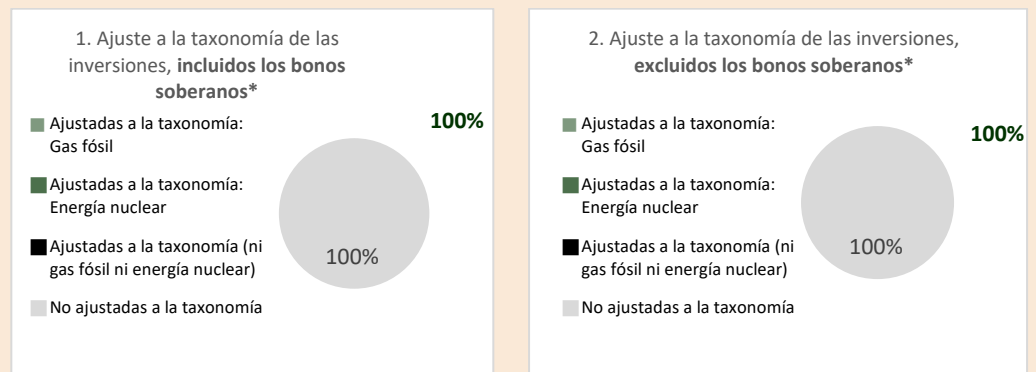 1. Ajuste a la taxonomía de las
inversiones, incluidos los bonos
soberanos*
Ajustadas a la taxonomía:
Gas fósil
Ajustadas a la taxonomía:
Energía nuclear
Ajustadas a la taxonomía (ni
gas fósil ni energía nuclear)
No ajustadas a la taxonomía
100%
100%
2. Ajuste a la taxonomía de las inversiones,
excluidos los bonos soberanos*
Ajustadas a la taxonomía:
Gas fósil
Ajustadas a la taxonomía:
Energía nuclear
Ajustadas a la taxonomía (ni
gas fósil ni energía nuclear)
No ajustadas a la taxonomía
100%
100%